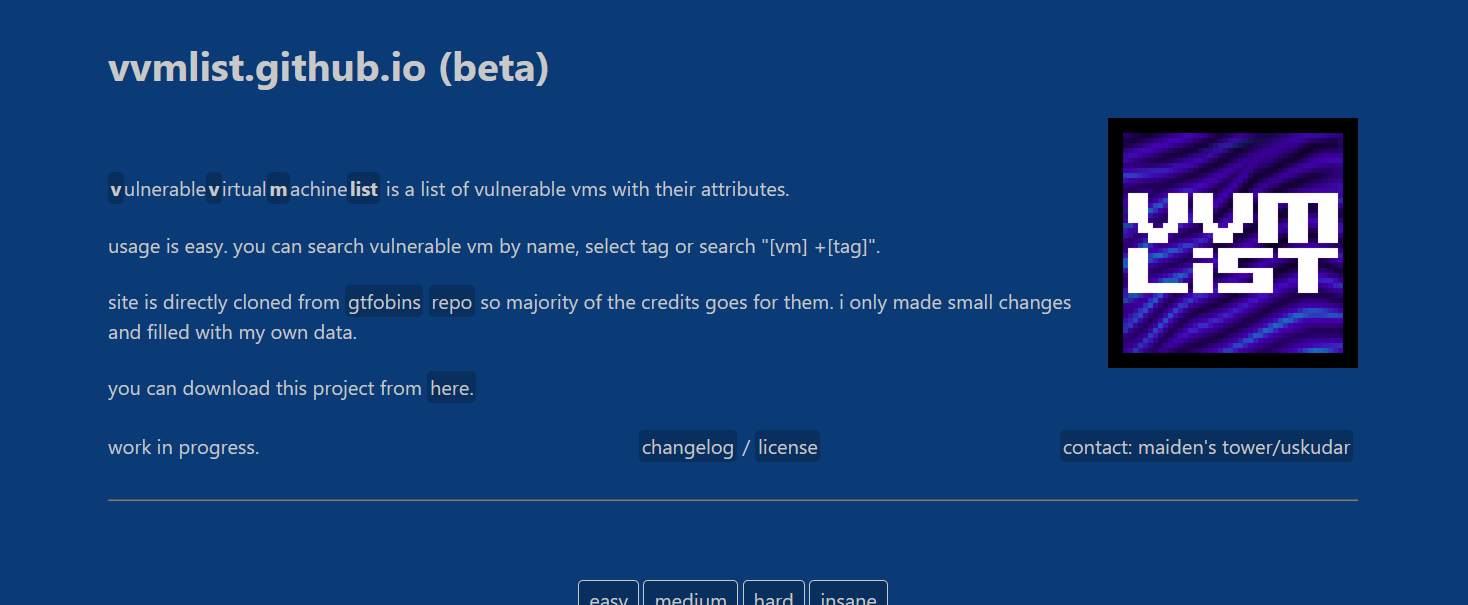 vvmlist.github.io (beta)
VVM
LiST
vulnerablevirtualmachinelist is a list of vulnerable vms with their attributes.
usage is easy. you can search vulnerable vm by name, select tag or search "[vm] +[tag]".
site is directly cloned from gtfobins repo so majority of the credits goes for them. i only made small changes
and filled with my own data.
you can download this project from here.
work in progress. changelog / license contact: maiden's tower/uskudar
easy medium hard insane